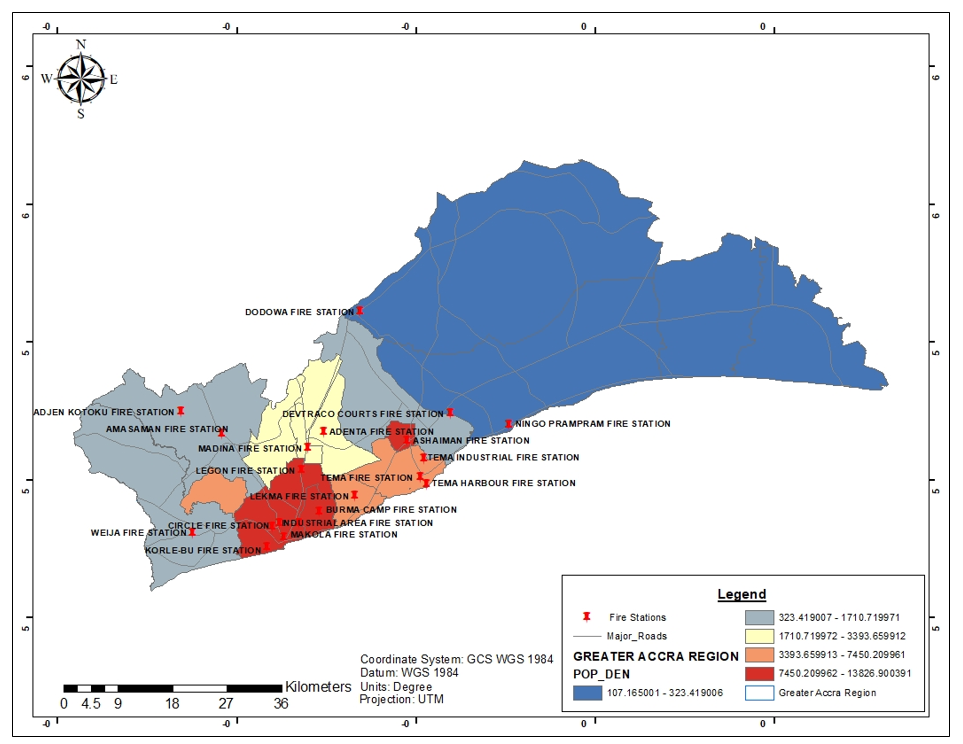 -0 -0 -0 0 0
N
W E
S
6
6
6
6
5
5
5
5
5
5
DODOWA FIRE STATION
ADJEN KOTOKU FIRE STATION
DEVTRACO COURTS FIRE STATION
NINGO PRAMPRAM FIRE STATION
AMASAMAN FIRE STATION
ADENTA FIRE STATION
ASHAIMAN FIRE STATION
MADINA FIRE STATION
TEMA INDUSTRIAL FIRE STATION
LEGON FIRE STATION
TEMA FIRE STATION
TEMA HARBOUR FIRE STATION
LEKMA FIRE STATION
BURMA CAMP FIRE STATION
CIRCLE FIRE STATION
INDUSTRIAL AREA FIRE STATION
WEIJA FIRE STATION
MAKOLA FIRE STATION
KORLE-BU FIRE STATION
Legend
Fire Stations
Major_Roads
GREATER ACCRA REGION
POP_DEN
107.165001 - 323.419006
323.419007 - 1710.719971
1710.719972 - 3393.659912
3393.659913 - 7450.209961
7450.209962 - 13826.900391
Greater Accra Region
Coordinate System: GCS WGS 1984
Datum: WGS 1984
Units: Degree
Projection: UTM
Kilometers
0 4.5 9 18 27 36
-0 -0 -0 0 0